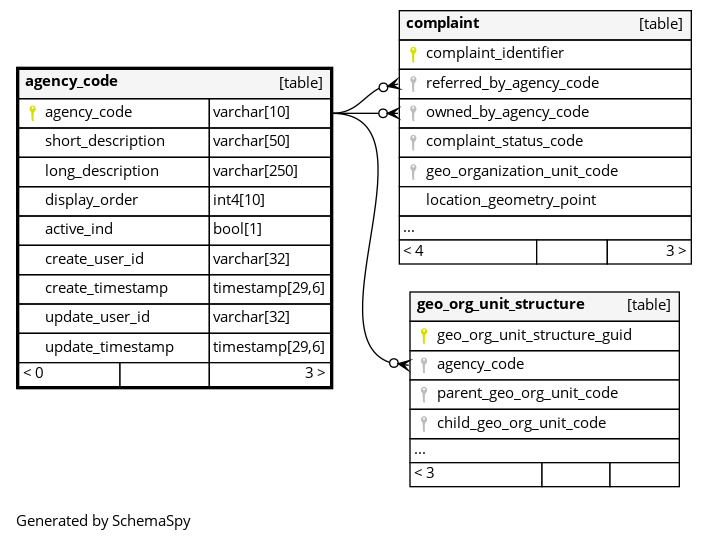 agency_code [table]
agency_code varchar[10]
short_description varchar[50]
long_description varchar[250]
display_order int4[10]
active_ind bool[1]
create_user_id varchar[32]
create_timestamp timestamp[29,6]
update_user_id varchar[32]
update_timestamp timestamp[29,6]
< 0 3 >
complaint [table]
complaint_identifier
referred_by_agency_code
owned_by_agency_code
complaint_status_code
geo_organization_unit_code
location_geometry_point
...
< 4 3 >
geo_org_unit_structure [table]
geo_org_unit_structure_guid
agency_code
parent_geo_org_unit_code
child_geo_org_unit_code
...
< 3
Generated by SchemaSpy